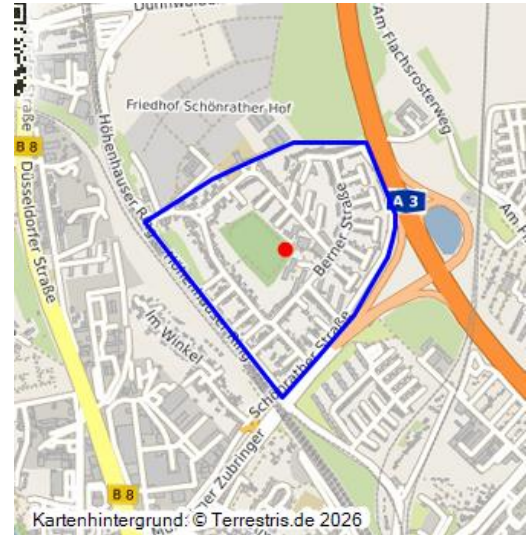 Friedhof Schönrather Hof
Am Flachsrosterweg
B 8
Düsseldorfer Straße
Höhenhauser Ring
Höhenhauser Ring
A 3
Berner Straße
Im Winkel
Schönrather Straße
B 8
Kartenhintergrund: © Terrestris.de 2026